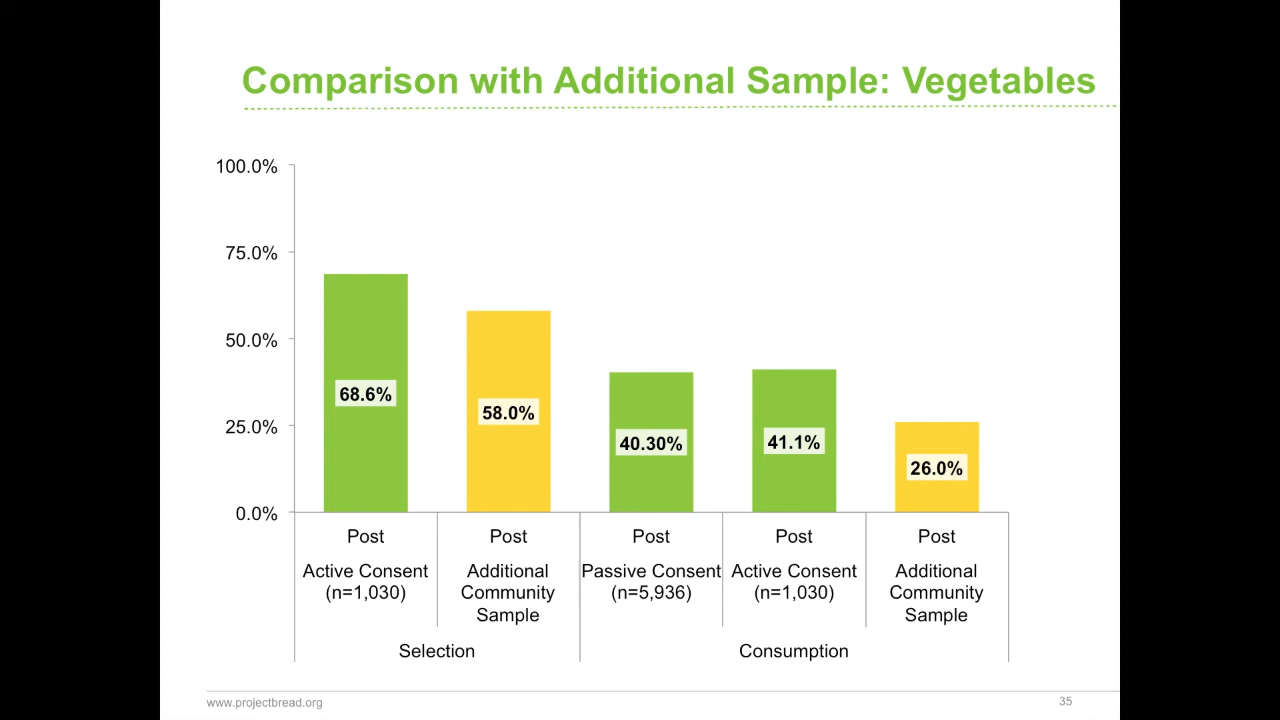 Comparison with Additional Sample: Vegetables
100.0%
75.0%
50.0%
25.0%
0.0%
68.6%
58.0%
40.30%
41.1%
26.0%
Post
Active Consent
(n=1,030)
Post
Additional
Community
Sample
Post
Passive Consent
(n=5,936)
Post
Active Consent
(n=1,030)
Post
Additional
Community
Sample
Selection
Consumption
www.projectbread.org
35